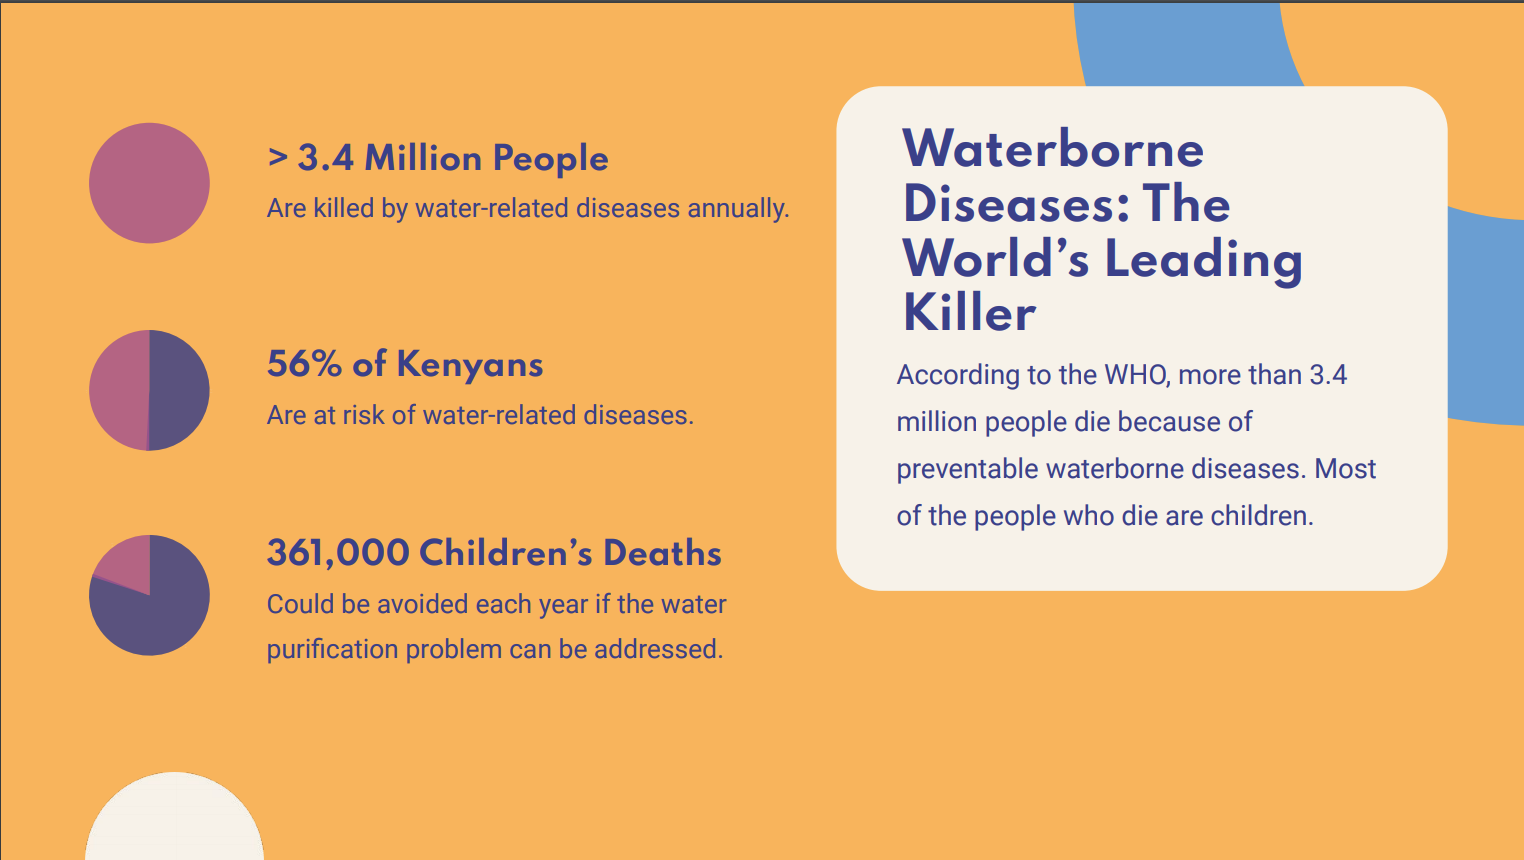 > 3.4 Million People
Are killed by water-related diseases annually.
56% of Kenyans
Are at risk of water-related diseases.
361,000 Children’s Deaths
Could be avoided each year if the water
purification problem can be addressed.
Waterborne
Diseases: The
World’s Leading
Killer
According to the WHO, more than 3.4
million people die because of
preventable waterborne diseases. Most
of the people who die are children.